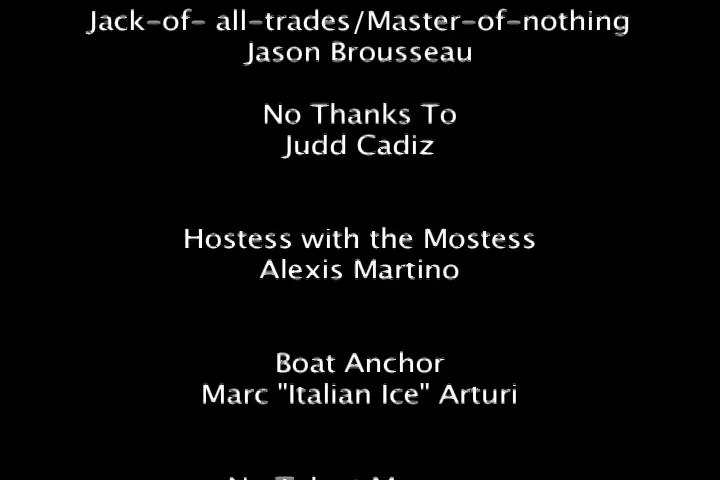 Jack-of- all-trades/Master-of-nothing
Jason Brousseau
No Thanks To
Judd Cadiz
Hostess with the Mostess
Alexis Martino
Boat Anchor
Marc "Italian Ice" Arturi